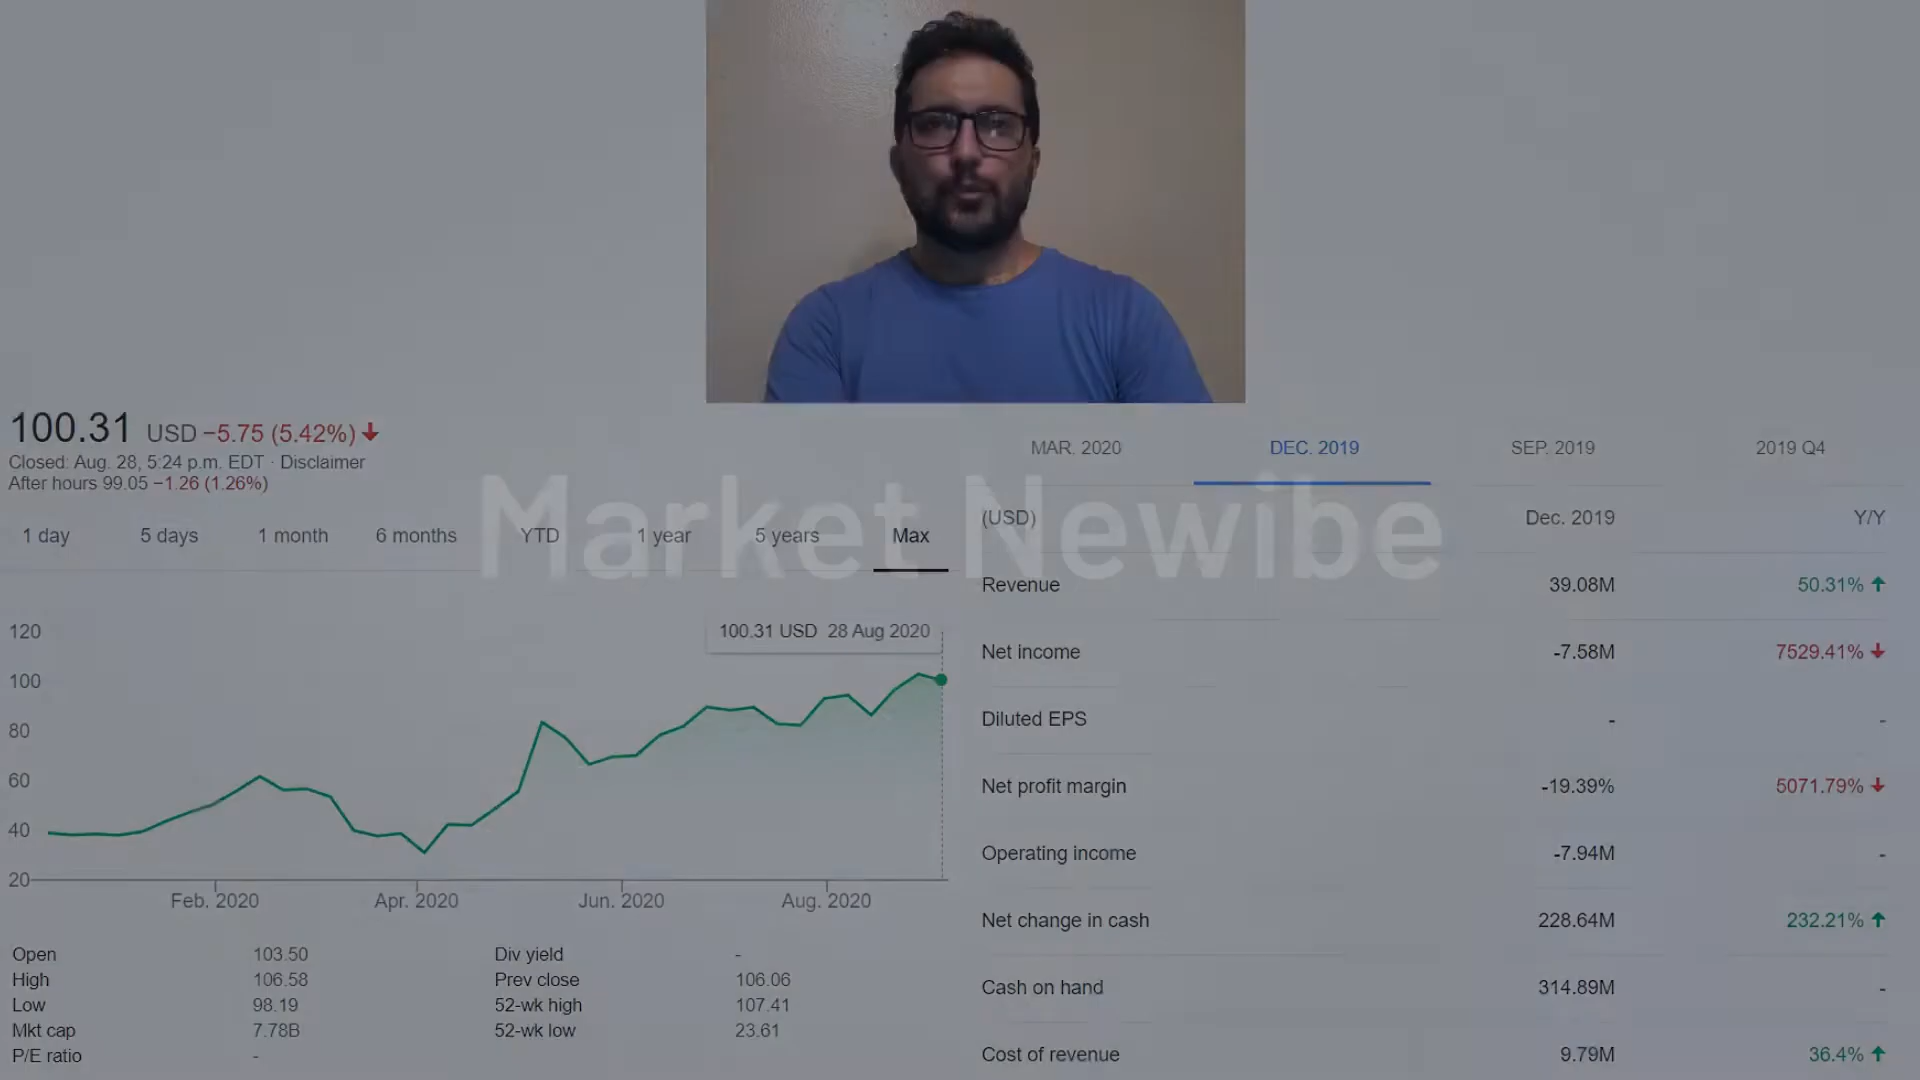 100.31 USD −5.75 (5.42%)
Closed: Aug. 28, 5:24 p.m. EDT · Disclaimer
After hours 99.05 −1.26 (1.26%)
1 day 5 days 1 month 6 months YTD 1 year 5 years Max
Market Newibe
100.31 USD 28 Aug 2020
120
100
80
60
40
20
Feb. 2020 Apr. 2020 Jun. 2020 Aug. 2020
Open 103.50 Div yield -
High 106.58 Prev close 106.06
Low 98.19 52-wk high 107.41
Mkt cap 7.78B 52-wk low 23.61
P/E ratio -
MAR. 2020 DEC. 2019 SEP. 2019 2019 Q4
(USD) Dec. 2019 Y/Y
Revenue 39.08M 50.31%
Net income -7.58M 7529.41%
Diluted EPS - -
Net profit margin -19.39% 5071.79%
Operating income -7.94M -
Net change in cash 228.64M 232.21%
Cash on hand 314.89M -
Cost of revenue 9.79M 36.4%